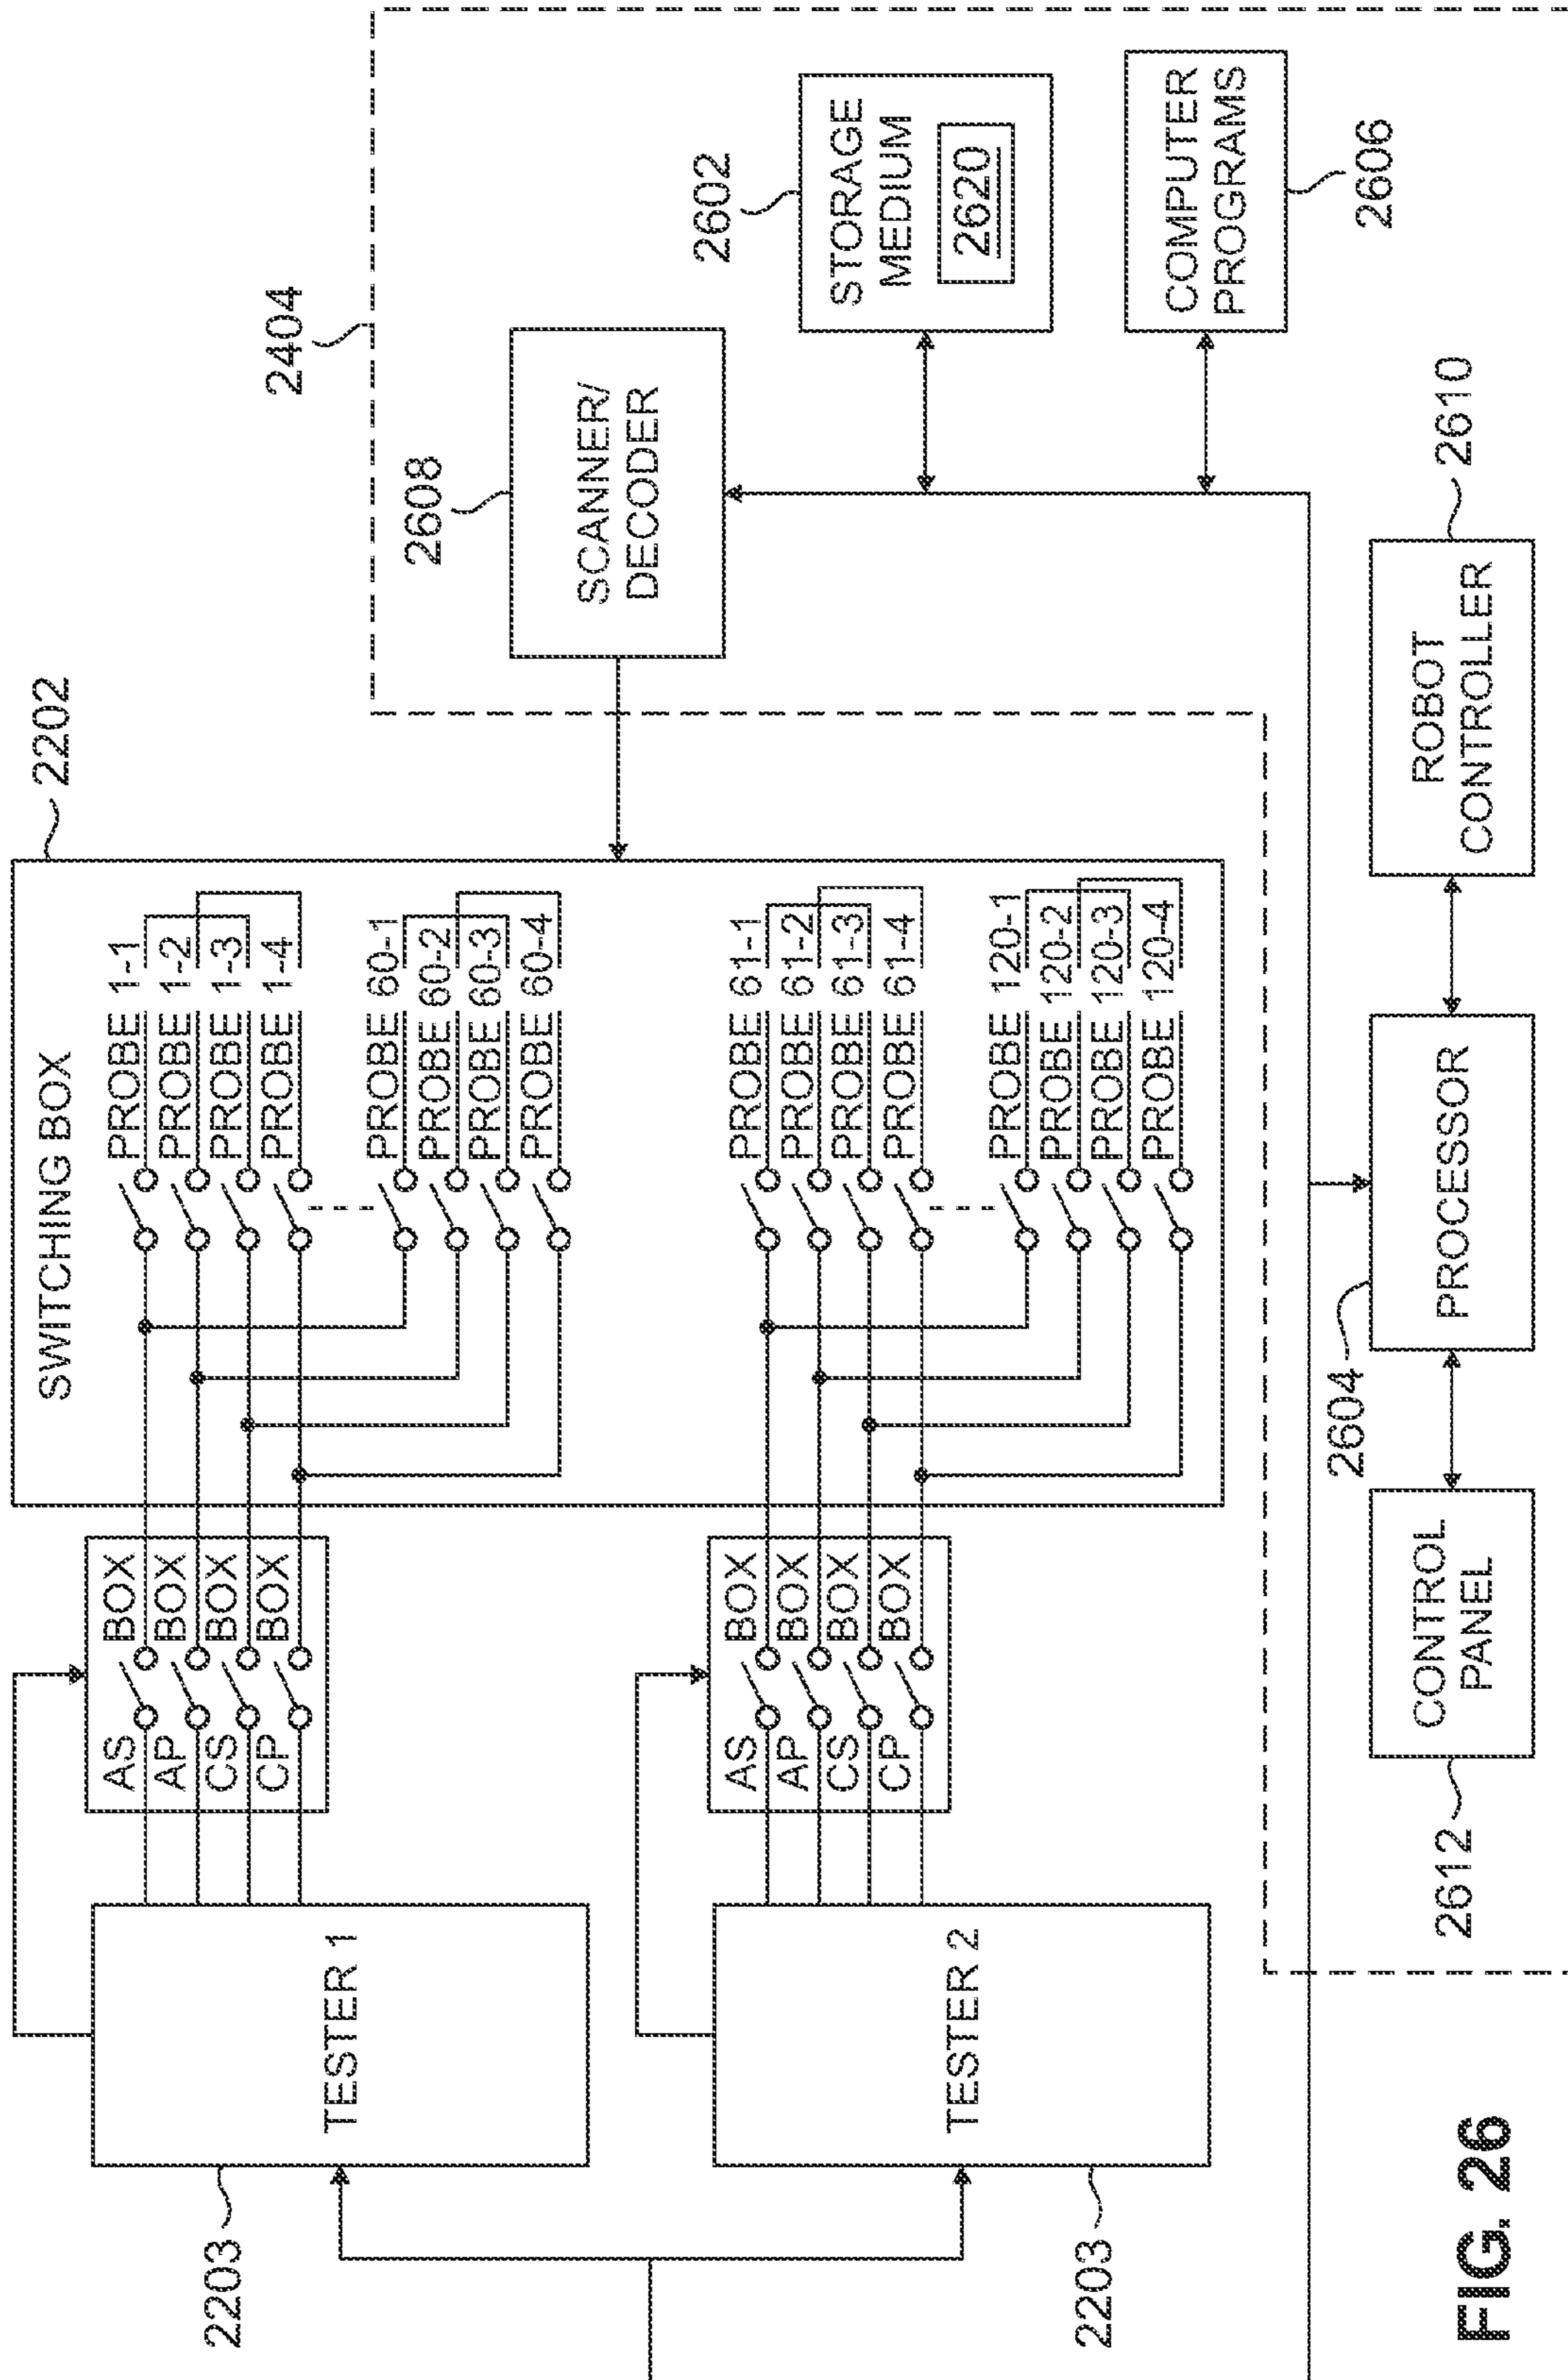 2202
SWITCHING BOX
PROBE 1-1
PROBE 1-2
PROBE 1-3
PROBE 1-4
PROBE 60-1
PROBE 60-2
PROBE 60-3
PROBE 60-4
PROBE 61-1
PROBE 61-2
PROBE 61-3
PROBE 61-4
PROBE 120-1
PROBE 120-2
PROBE 120-3
PROBE 120-4
AS BOX
AP BOX
CS BOX
CP BOX
TESTER 1
2203
AS BOX
AP BOX
CS BOX
CP BOX
TESTER 2
2203
2404
2608
SCANNER/
DECODER
2602
STORAGE
MEDIUM
2620
COMPUTER
PROGRAMS
2606
2612
CONTROL
PANEL
2604
PROCESSOR
ROBOT
CONTROLLER
2610
FIG. 26